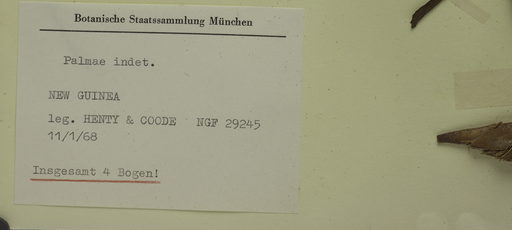 Botanische Staatssammlung München
Palmae indet.
NEW GUINEA
leg. HENTY & COODE NGF 29245
11/1/68
Insgesamt 4 Bogen!